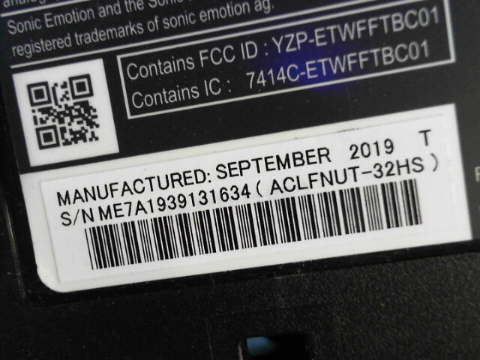 Sonic Emotion and the Sonic
registered trademarks of sonic emotion ag.
Contains FCC ID : YZP-ETWFFTBC01
Contains IC : 7414C-ETWFFTBC01
MANUFACTURED: SEPTEMBER 2019 T
S/N ME7A1939131634 ( ACLFNUT-32HS )